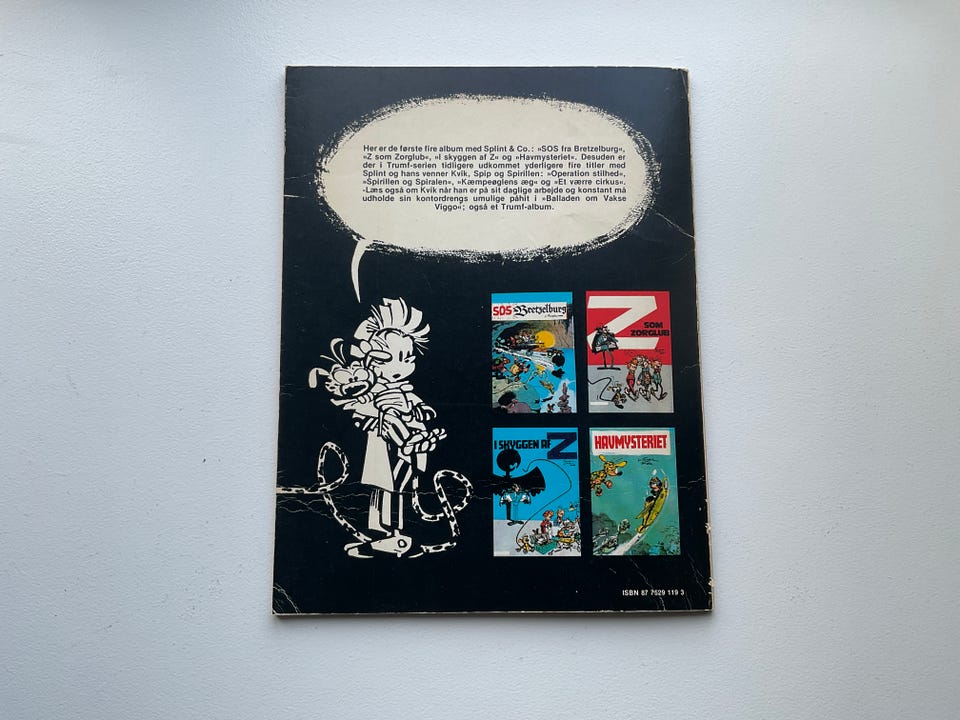 Her er de første fire album med Splint & Co.: »SOS fra Bretzelburg«,
»Z som Zorglub«, »I skyggen af Z« og »Havmysteriet«. Desuden er
der i Trumf-serien tidligere udkommet yderligere fire titler med
Splint og hans venner Kvik, Spip og Spirillen: »Operation stilhed«,
»Spirillen og Spiralen«, »Kæmpeøglens æg« og »Et værre cirkus«.
-Læs også om Kvik når han er på sit daglige arbejde og konstant må
udholde sin kontordrengs umulige påhit i »Balladen om Vakse
Viggo«; også et Trumf-album.
SOS Bretzelburg
Z
SOM
ZORGLUB
I SKYGGEN AF Z
HAVMYSTERIET
ISBN 87 7529 119 3